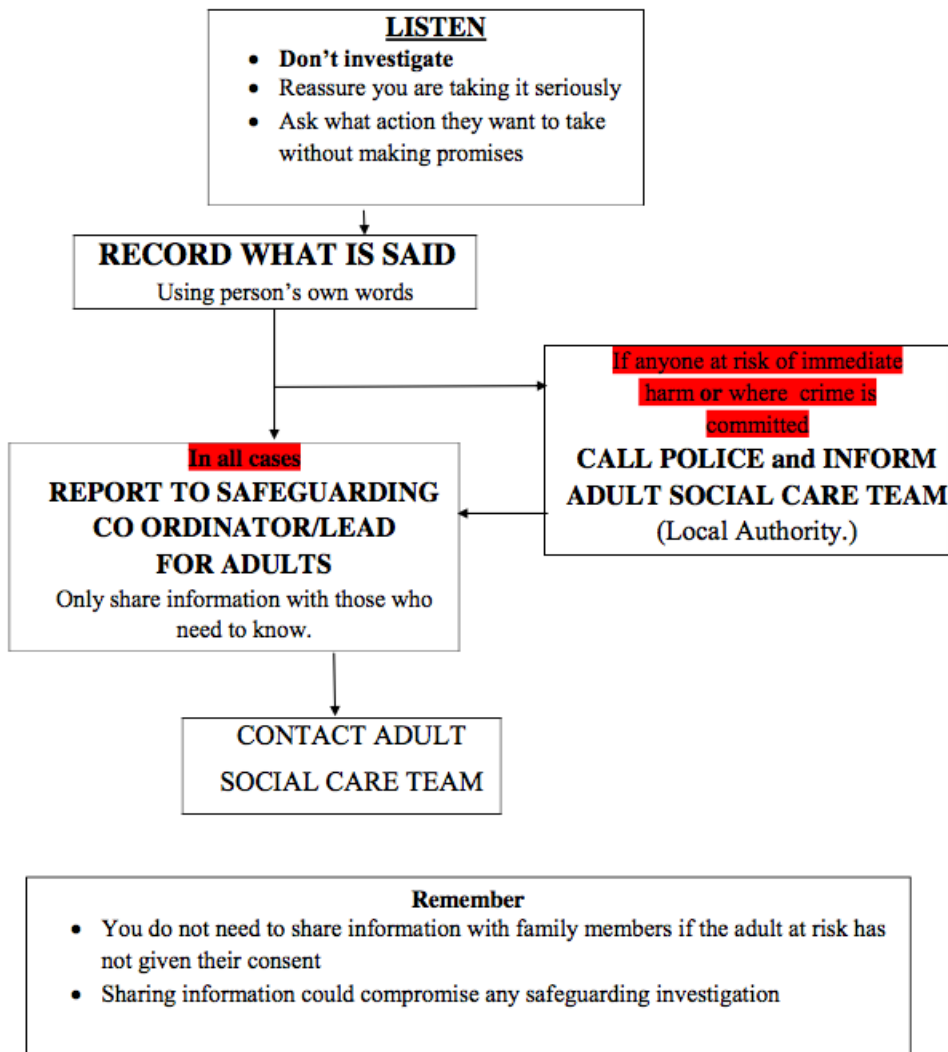 LISTEN
• Don’t investigate
• Reassure you are taking it seriously
• Ask what action they want to take
without making promises
RECORD WHAT IS SAID
Using person’s own words
If anyone at risk of immediate
harm or where crime is
committed
CALL POLICE and INFORM
ADULT SOCIAL CARE TEAM
(Local Authority.)
In all cases
REPORT TO SAFEGUARDING
CO ORDINATOR/LEAD
FOR ADULTS
Only share information with those who
need to know.
CONTACT ADULT
SOCIAL CARE TEAM
Remember
• You do not need to share information with family members if the adult at risk has
not given their consent
• Sharing information could compromise any safeguarding investigation